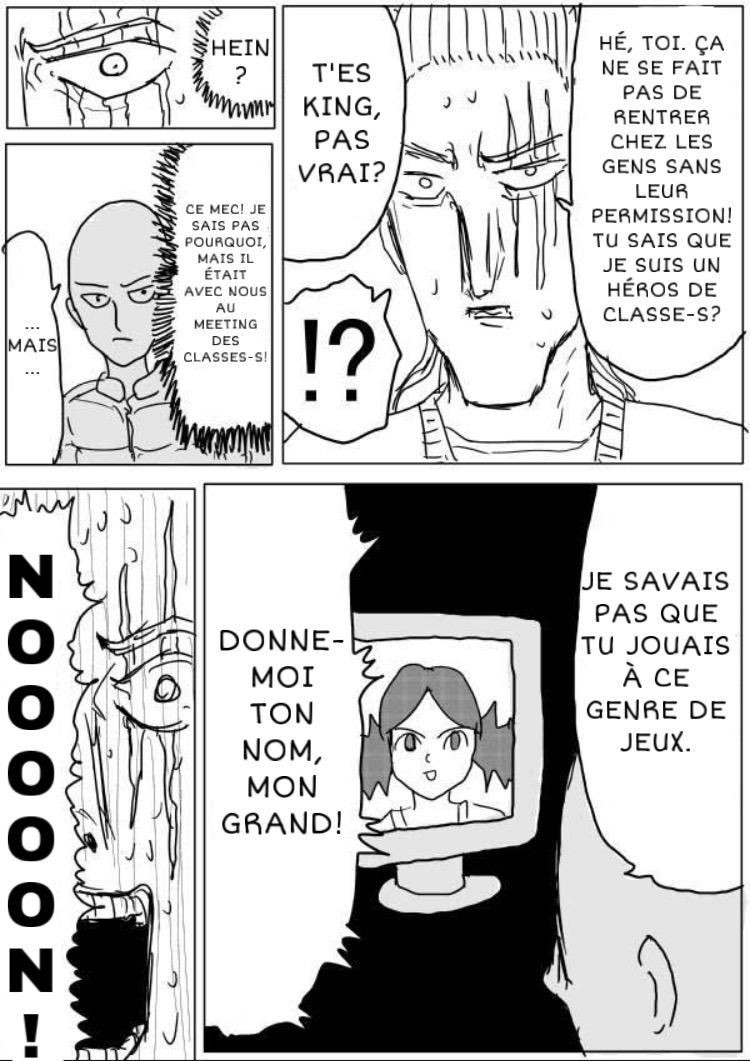 HÉ, TOI. ÇA
NE SE FAIT
PAS DE
RENTRER
CHEZ LES
GENS SANS
LEUR
PERMISSION!
TU SAIS QUE
JE SUIS UN
HÉROS DE
CLASSE-S?
T'ES
KING,
PAS
VRAI?
!?
HEIN
?
CE MEC! JE
SAIS PAS
POURQUOI,
MAIS IL
ÉTAIT
AVEC NOUS
AU
MEETING
DES
CLASSES-S!
...
MAIS
...
JE SAVAIS
PAS QUE
TU JOUAIS
À CE
GENRE DE
JEUX.
DONNE-
MOI
TON
NOM,
MON
GRAND!
NOOOOON!